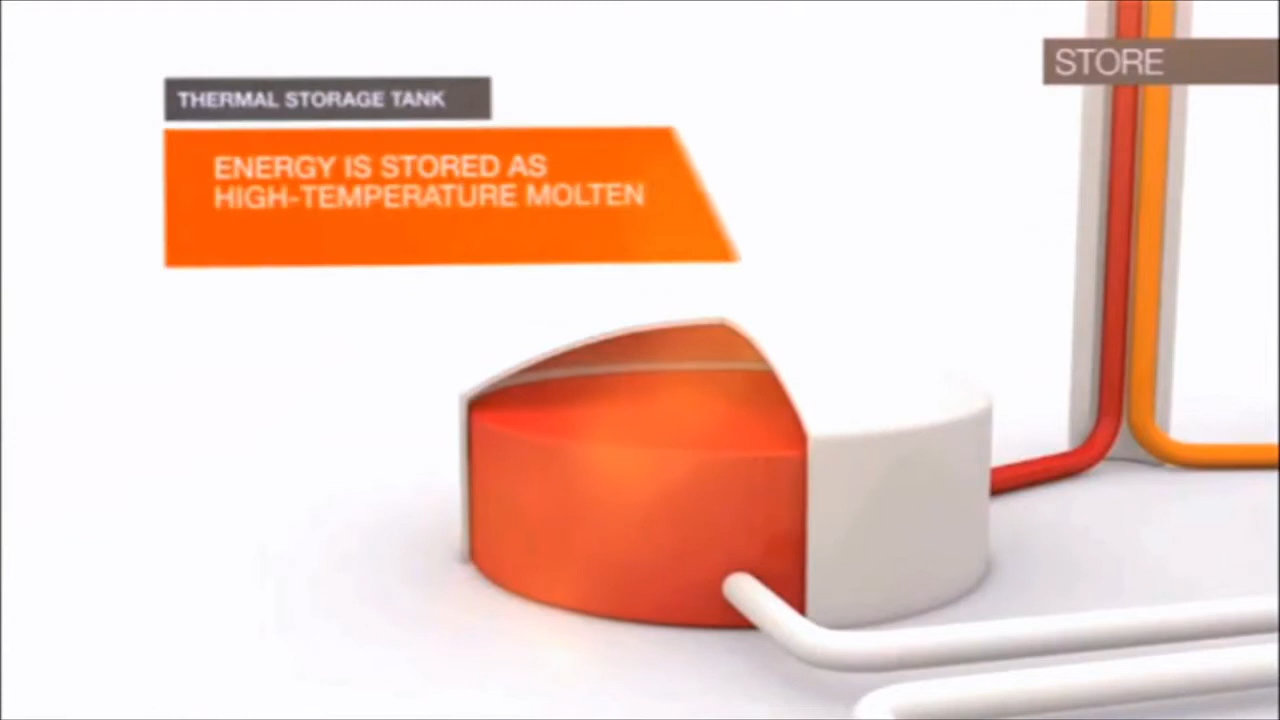 STORE
THERMAL STORAGE TANK
ENERGY IS STORED AS
HIGH-TEMPERATURE MOLTEN